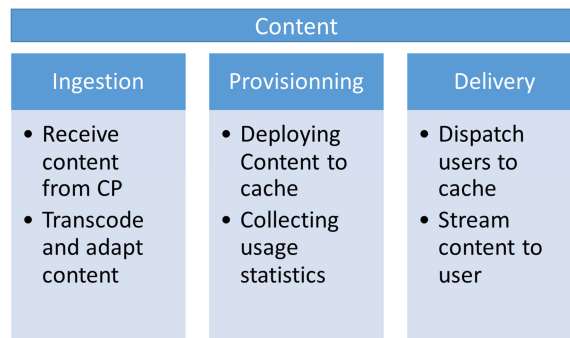 Content
Ingestion
• Receive
content
from CP
• Transcode
and adapt
content
Provisionning
• Deploying
Content to
cache
• Collecting
usage
statistics
Delivery
• Dispatch
users to
cache
• Stream
content to
user